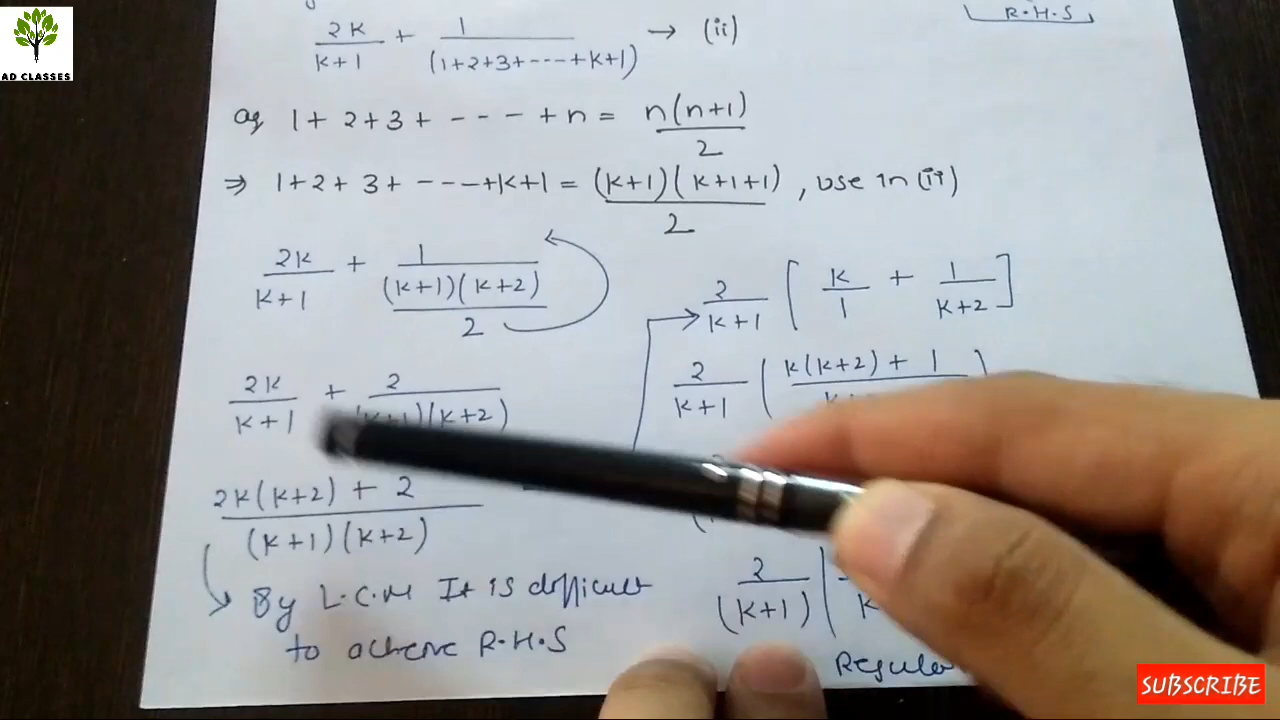 AD CLASSES
R.H.S
2k/(k+1) + 1/(1+2+3+----+k+1) → (ii)
as 1+2+3+----+n = n(n+1)/2
⇒ 1+2+3+----+k+1 = (k+1)(k+1+1)/2 , use in (ii)
2k/(k+1) + 1/((k+1)(k+2)/2)
2k/(k+1) + 2/((k+1)(k+2))
(2k(k+2) + 2)/((k+1)(k+2))
By L.C.M It is difficult
to acheve R.H.S
2/(k+1) [k/1 + 1/(k+2)]
2/(k+1) (k(k+2) + 1
2/(k+1)
SUBSCRIBE